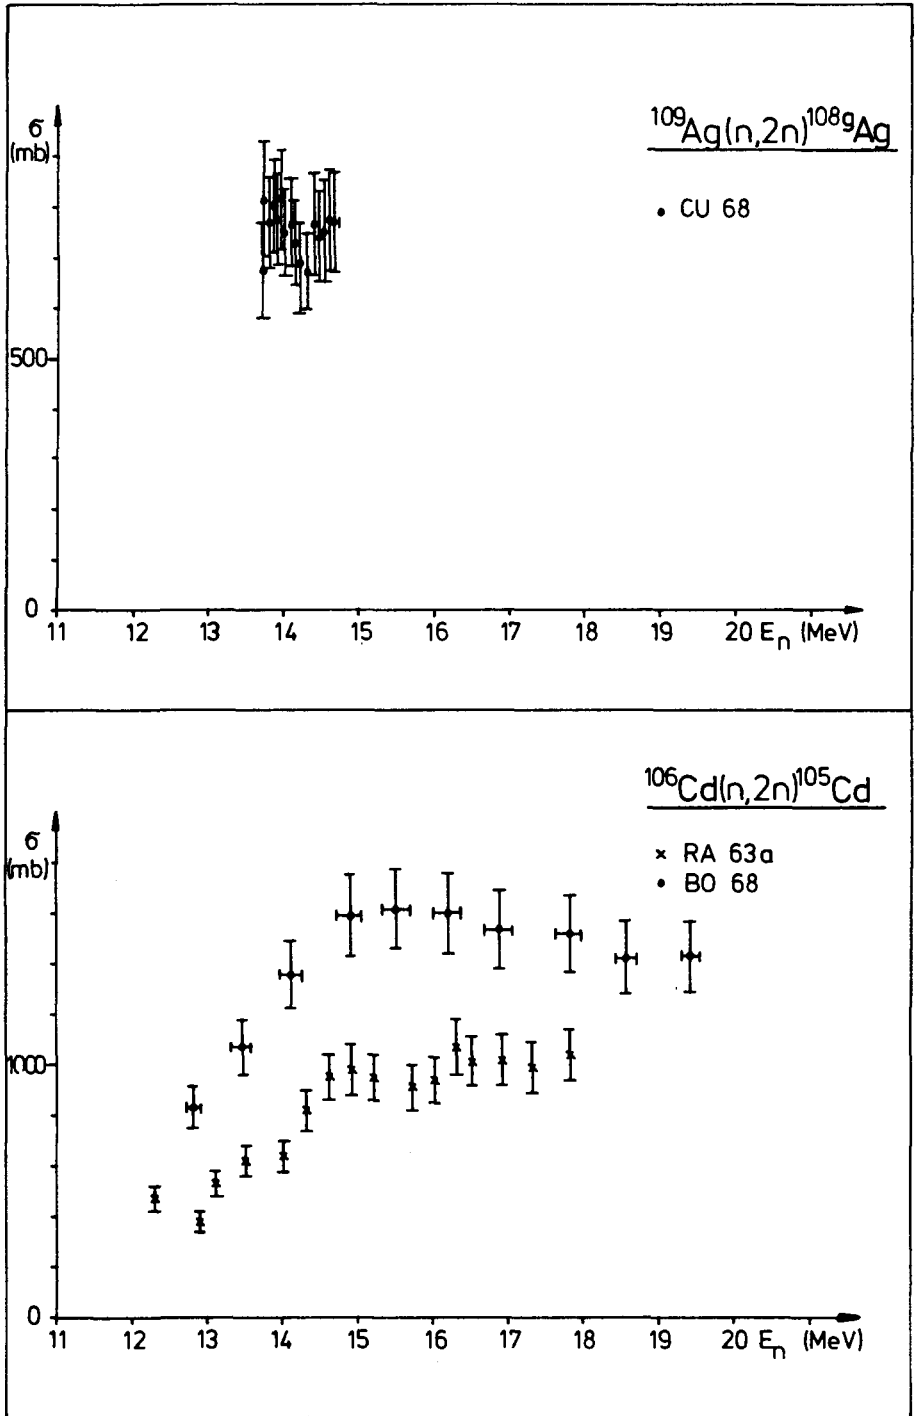 ¹⁰⁹Ag(n,2n)¹⁰⁸ᵍAg
• CU 68
σ
(mb)
500
0
11 12 13 14 15 16 17 18 19 20 Eₙ (MeV)
¹⁰⁶Cd(n,2n)¹⁰⁵Cd
× RA 63a
• BO 68
σ
(mb)
1000
0
11 12 13 14 15 16 17 18 19 20 Eₙ (MeV)